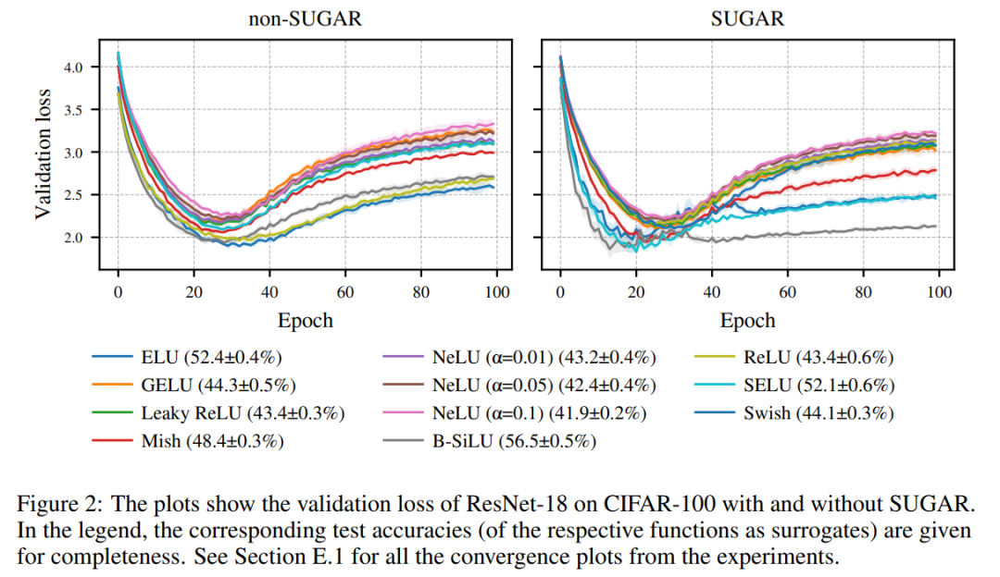 non-SUGAR
SUGAR
Validation loss
4.0
3.5
3.0
2.5
2.0
0 20 40 60 80 100
0 20 40 60 80 100
Epoch
Epoch
ELU (52.4±0.4%)
GELU (44.3±0.5%)
Leaky ReLU (43.4±0.3%)
Mish (48.4±0.3%)
NeLU (α=0.01) (43.2±0.4%)
NeLU (α=0.05) (42.4±0.4%)
NeLU (α=0.1) (41.9±0.2%)
B-SiLU (56.5±0.5%)
ReLU (43.4±0.6%)
SELU (52.1±0.6%)
Swish (44.1±0.3%)
Figure 2: The plots show the validation loss of ResNet-18 on CIFAR-100 with and without SUGAR.
In the legend, the corresponding test accuracies (of the respective functions as surrogates) are given
for completeness. See Section E.1 for all the convergence plots from the experiments.